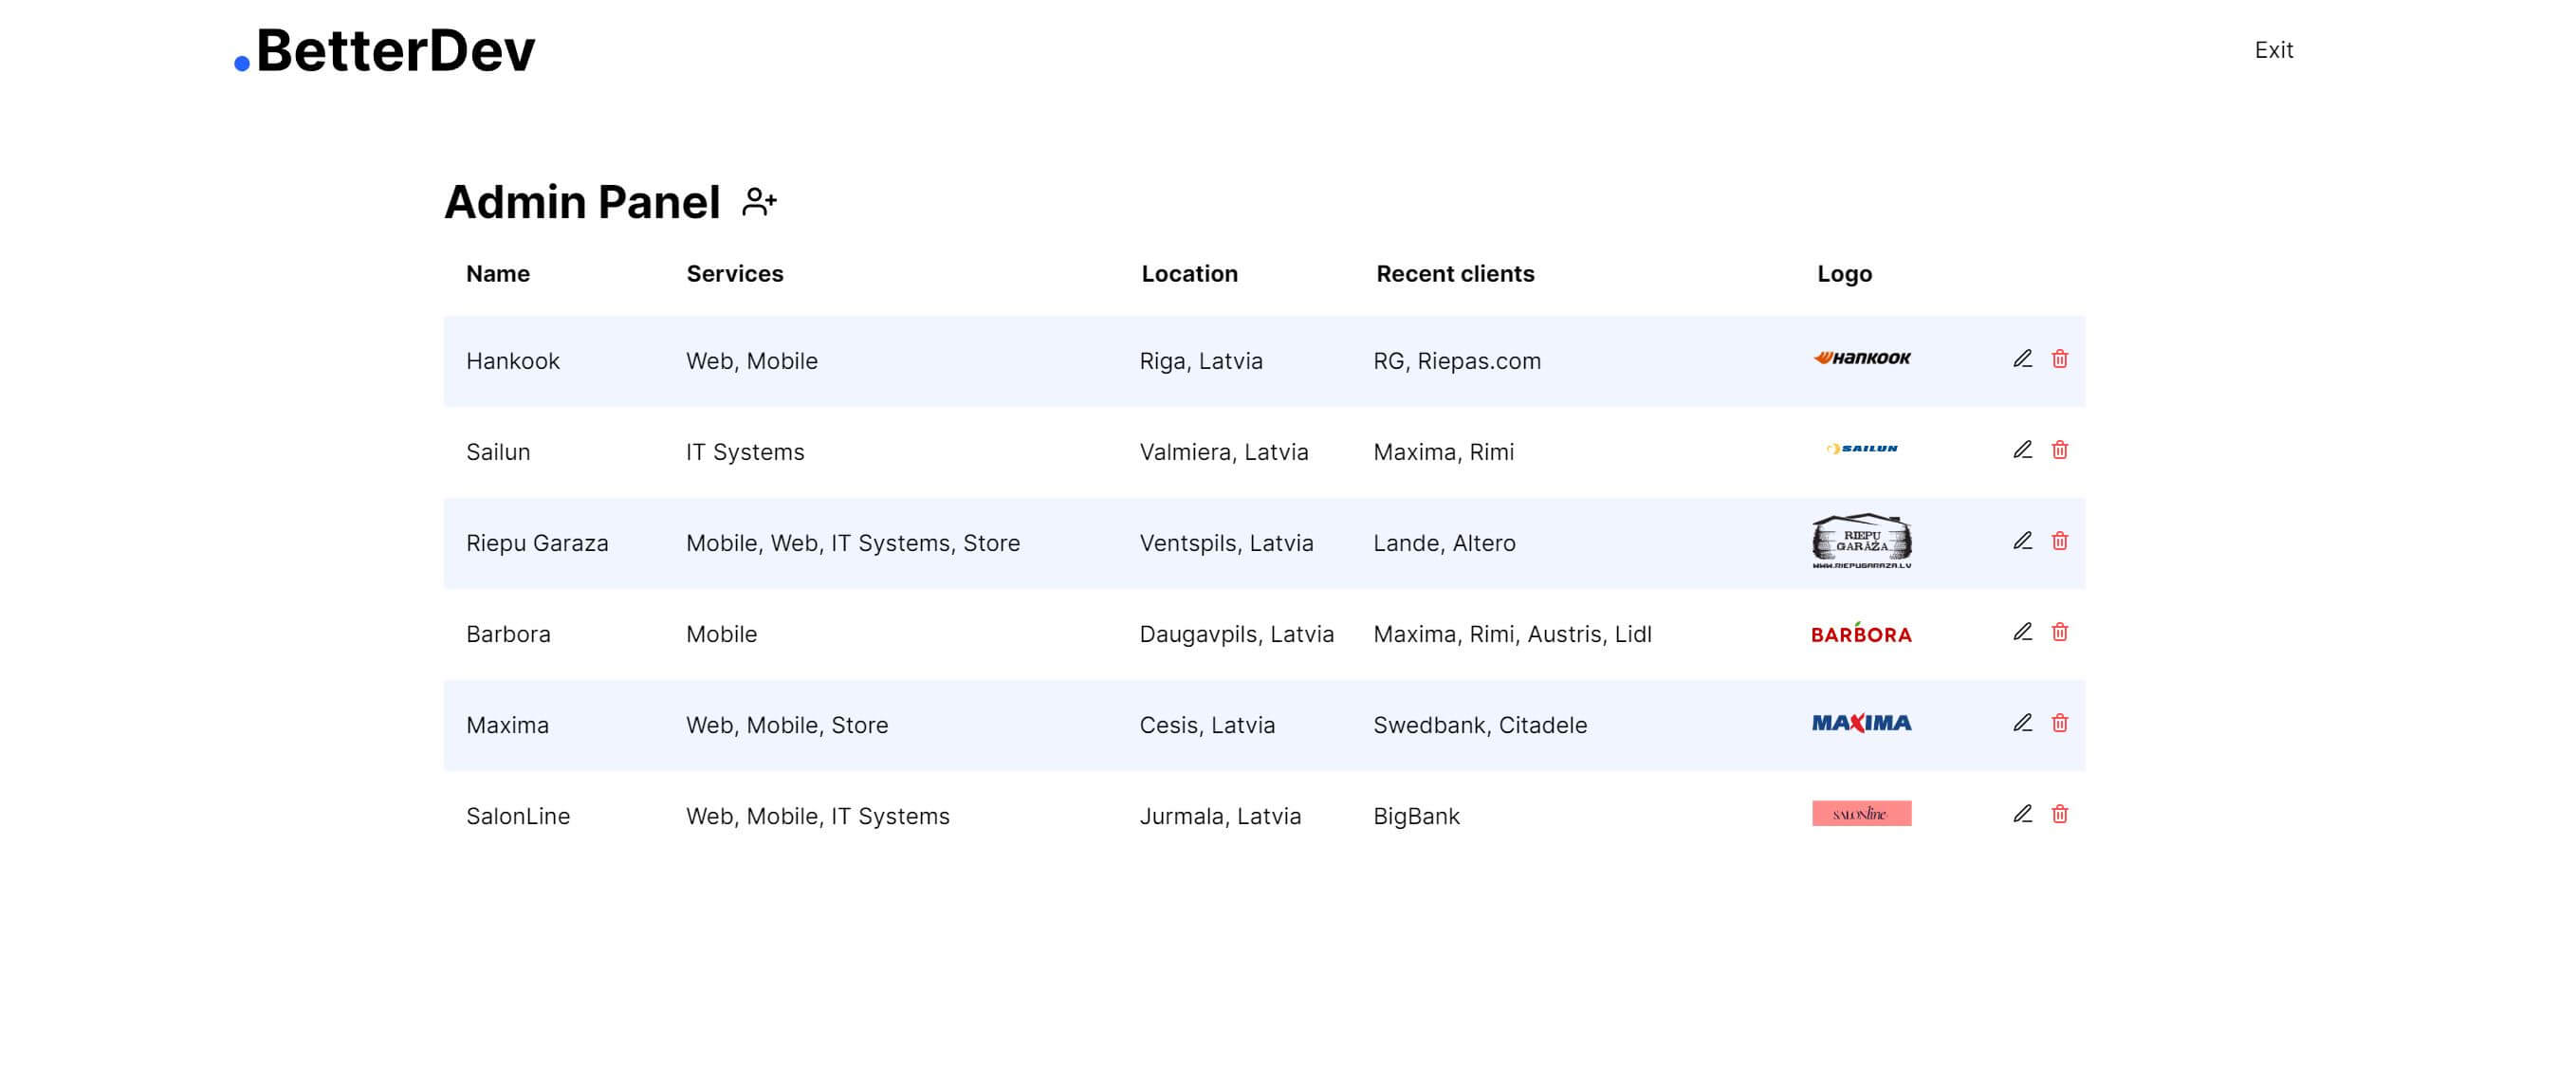 .BetterDev Exit
Admin Panel
Name Services Location Recent clients Logo
Hankook Web, Mobile Riga, Latvia RG, Riepas.com HANKOOK
Sailun IT Systems Valmiera, Latvia Maxima, Rimi SAILUN
Riepu Garaza Mobile, Web, IT Systems, Store Ventspils, Latvia Lande, Altero RIEPU
GARĀŽA
WWW.RIEPUGARAZA.LV
Barbora Mobile Daugavpils, Latvia Maxima, Rimi, Austris, Lidl BARBORA
Maxima Web, Mobile, Store Cesis, Latvia Swedbank, Citadele MAXIMA
SalonLine Web, Mobile, IT Systems Jurmala, Latvia BigBank SALONline